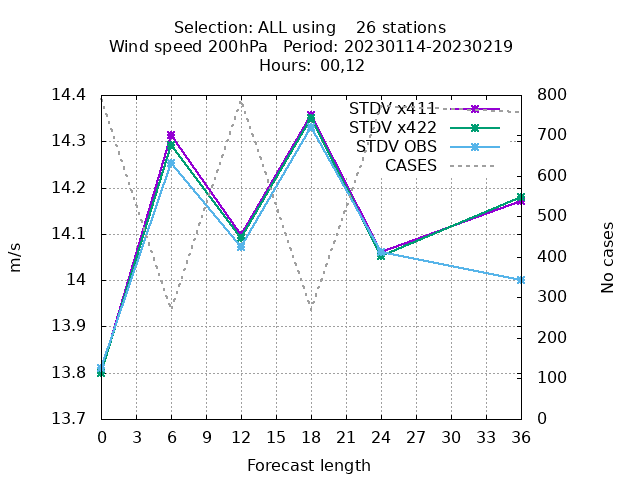 Selection: ALL using    26 stations
Wind speed 200hPa   Period: 20230114-20230219
Hours: 00,12
14.4
14.3
14.2
14.1
14
13.9
13.8
13.7
m/s
STDV x411
STDV x422
STDV OBS
CASES
800
700
600
500
400
300
200
100
0
No cases
0 3 6 9 12 15 18 21 24 27 30 33 36
Forecast length